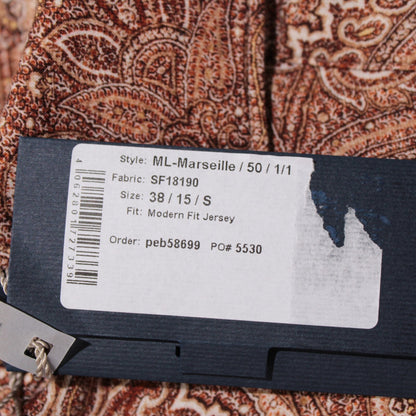 Style: ML-Marseille / 50 / 1/1
Fabric: SF18190
Size: 38 / 15 / S
Fit: Modern Fit Jersey
Order: peb58699 PO# 5530
4062801727039